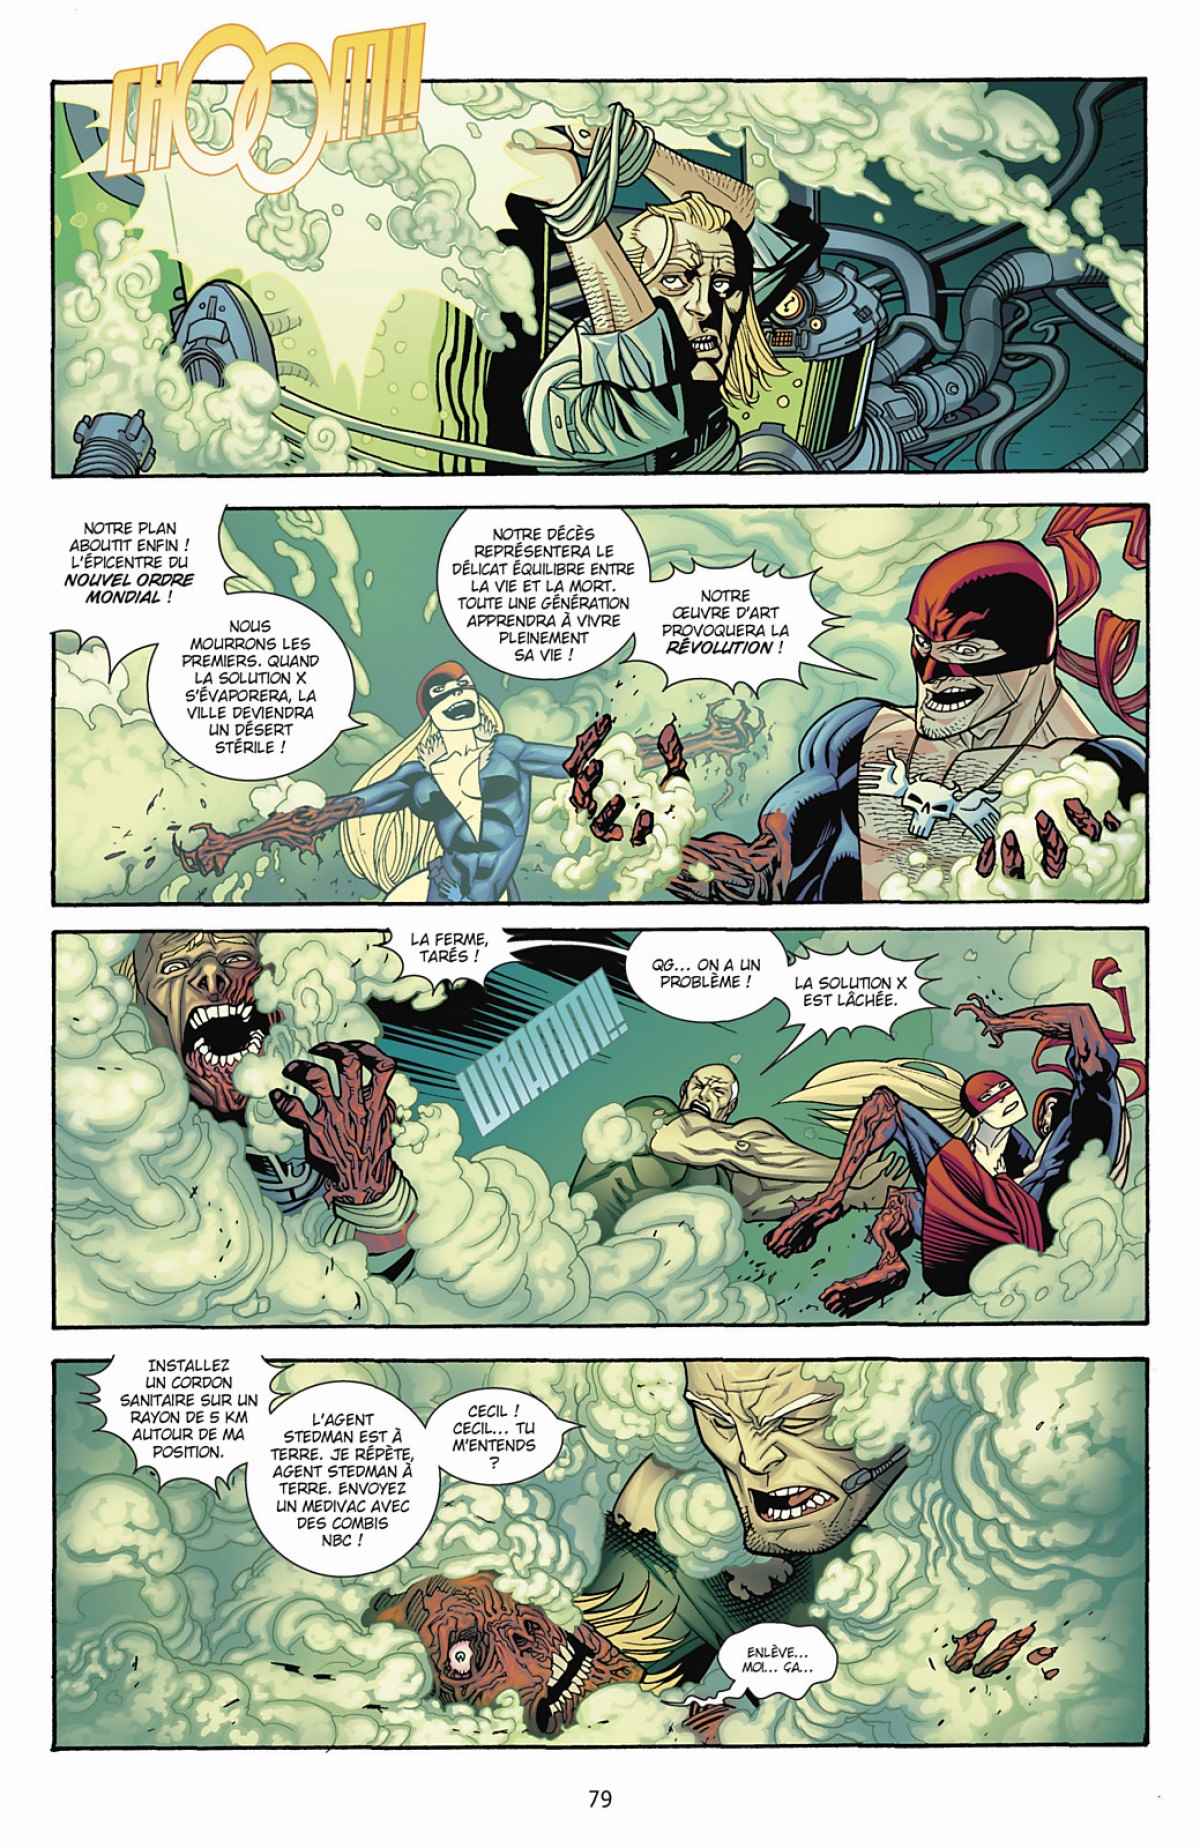 CHOOM!!
NOTRE PLAN
ABOUTIT ENFIN !
L'ÉPICENTRE DU
NOUVEL ORDRE
MONDIAL !
NOUS
MOURRONS LES
PREMIERS. QUAND
LA SOLUTION X
S'ÉVAPORERA, LA
VILLE DEVIENDRA
UN DÉSERT
STÉRILE !
NOTRE DÉCÈS
REPRÉSENTERA LE
DÉLICAT ÉQUILIBRE ENTRE
LA VIE ET LA MORT.
TOUTE UNE GÉNÉRATION
APPRENDRA À VIVRE
PLEINEMENT
SA VIE !
NOTRE
ŒUVRE D'ART
PROVOQUERA LA
RÉVOLUTION !
LA FERME,
TARÉS !
WRAMM!!
QG... ON A UN
PROBLÈME !
LA SOLUTION X
EST LÂCHÉE.
INSTALLEZ
UN CORDON
SANITAIRE SUR UN
RAYON DE 5 KM
AUTOUR DE MA
POSITION.
L'AGENT
STEDMAN EST À
TERRE. JE RÉPÈTE,
AGENT STEDMAN À
TERRE. ENVOYEZ
UN MEDIVAC AVEC
DES COMBIS
NBC !
CECIL !
CECIL... TU
M'ENTENDS
?
ENLÈVE...
MOI... ÇA...
79